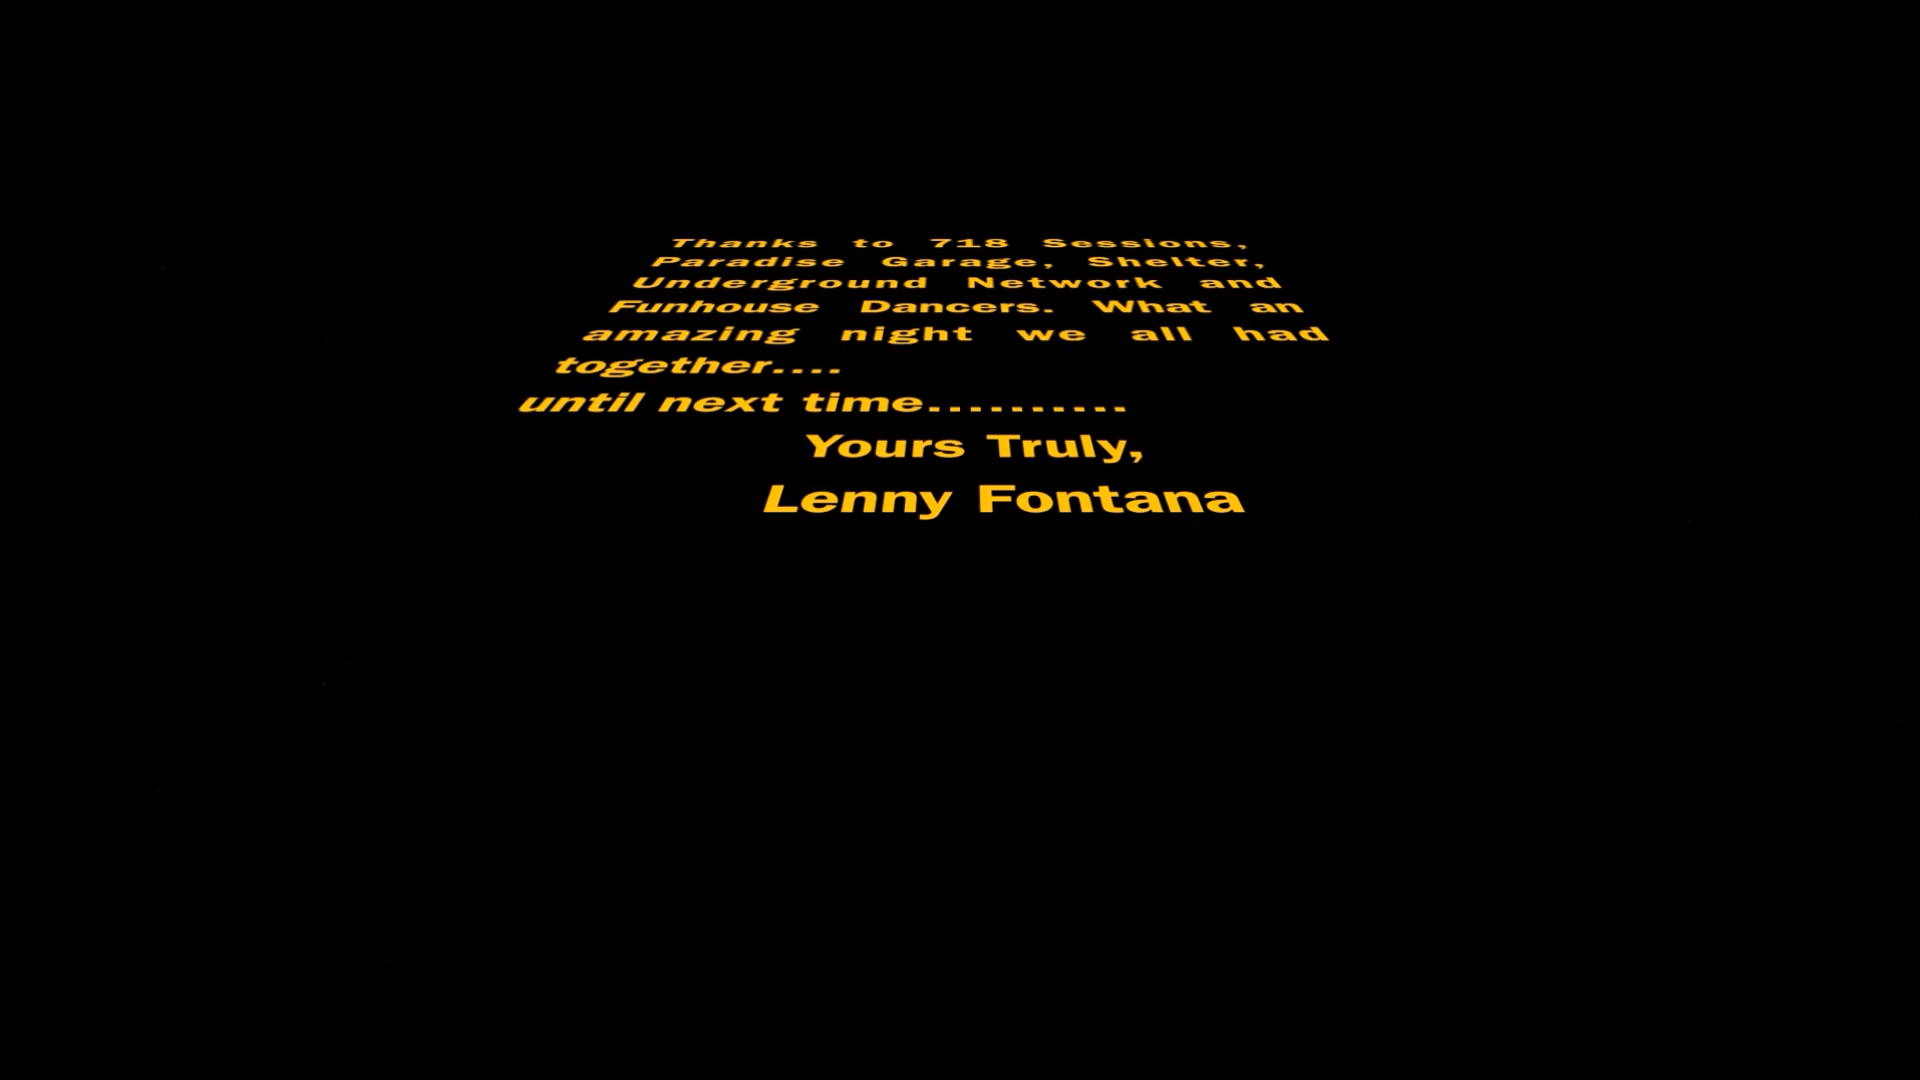 Thanks to 718 Sessions,
Paradise Garage, Shelter,
Underground Network and
Funhouse Dancers. What an
amazing night we all had
together....
until next time..........
Yours Truly,
Lenny Fontana